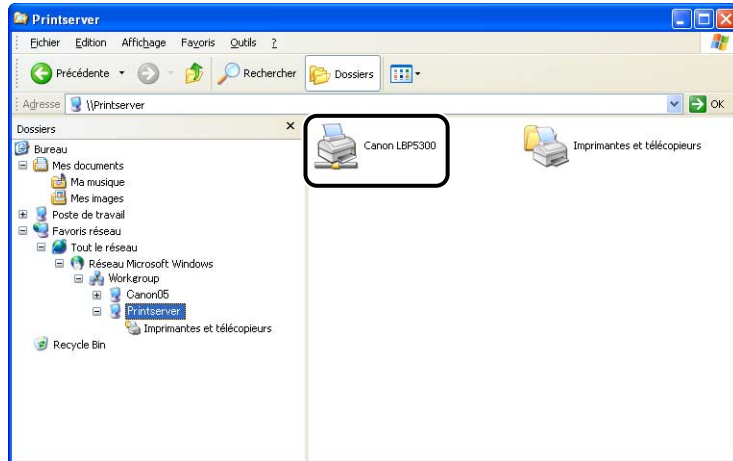 Printserver
Fichier Edition Affichage Favoris Outils ?
Précédente Rechercher Dossiers
Adresse \\Printserver OK
Dossiers
Bureau
Mes documents
Ma musique
Mes images
Poste de travail
Favoris réseau
Tout le réseau
Réseau Microsoft Windows
Workgroup
Canon05
Printserver
Imprimantes et télécopieurs
Recycle Bin
Canon LBP5300
Imprimantes et télécopieurs